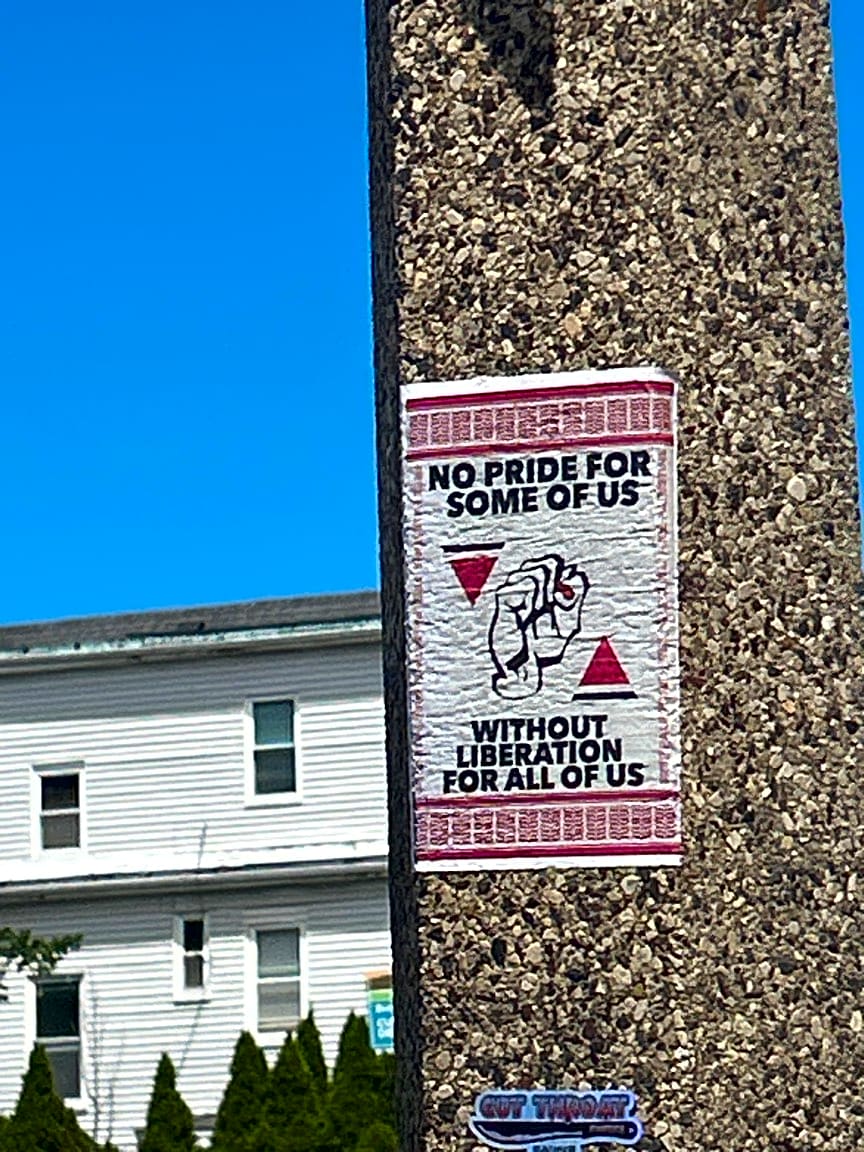 NO PRIDE FOR
SOME OF US
WITHOUT
LIBERATION
FOR ALL OF US
CUT THROAT